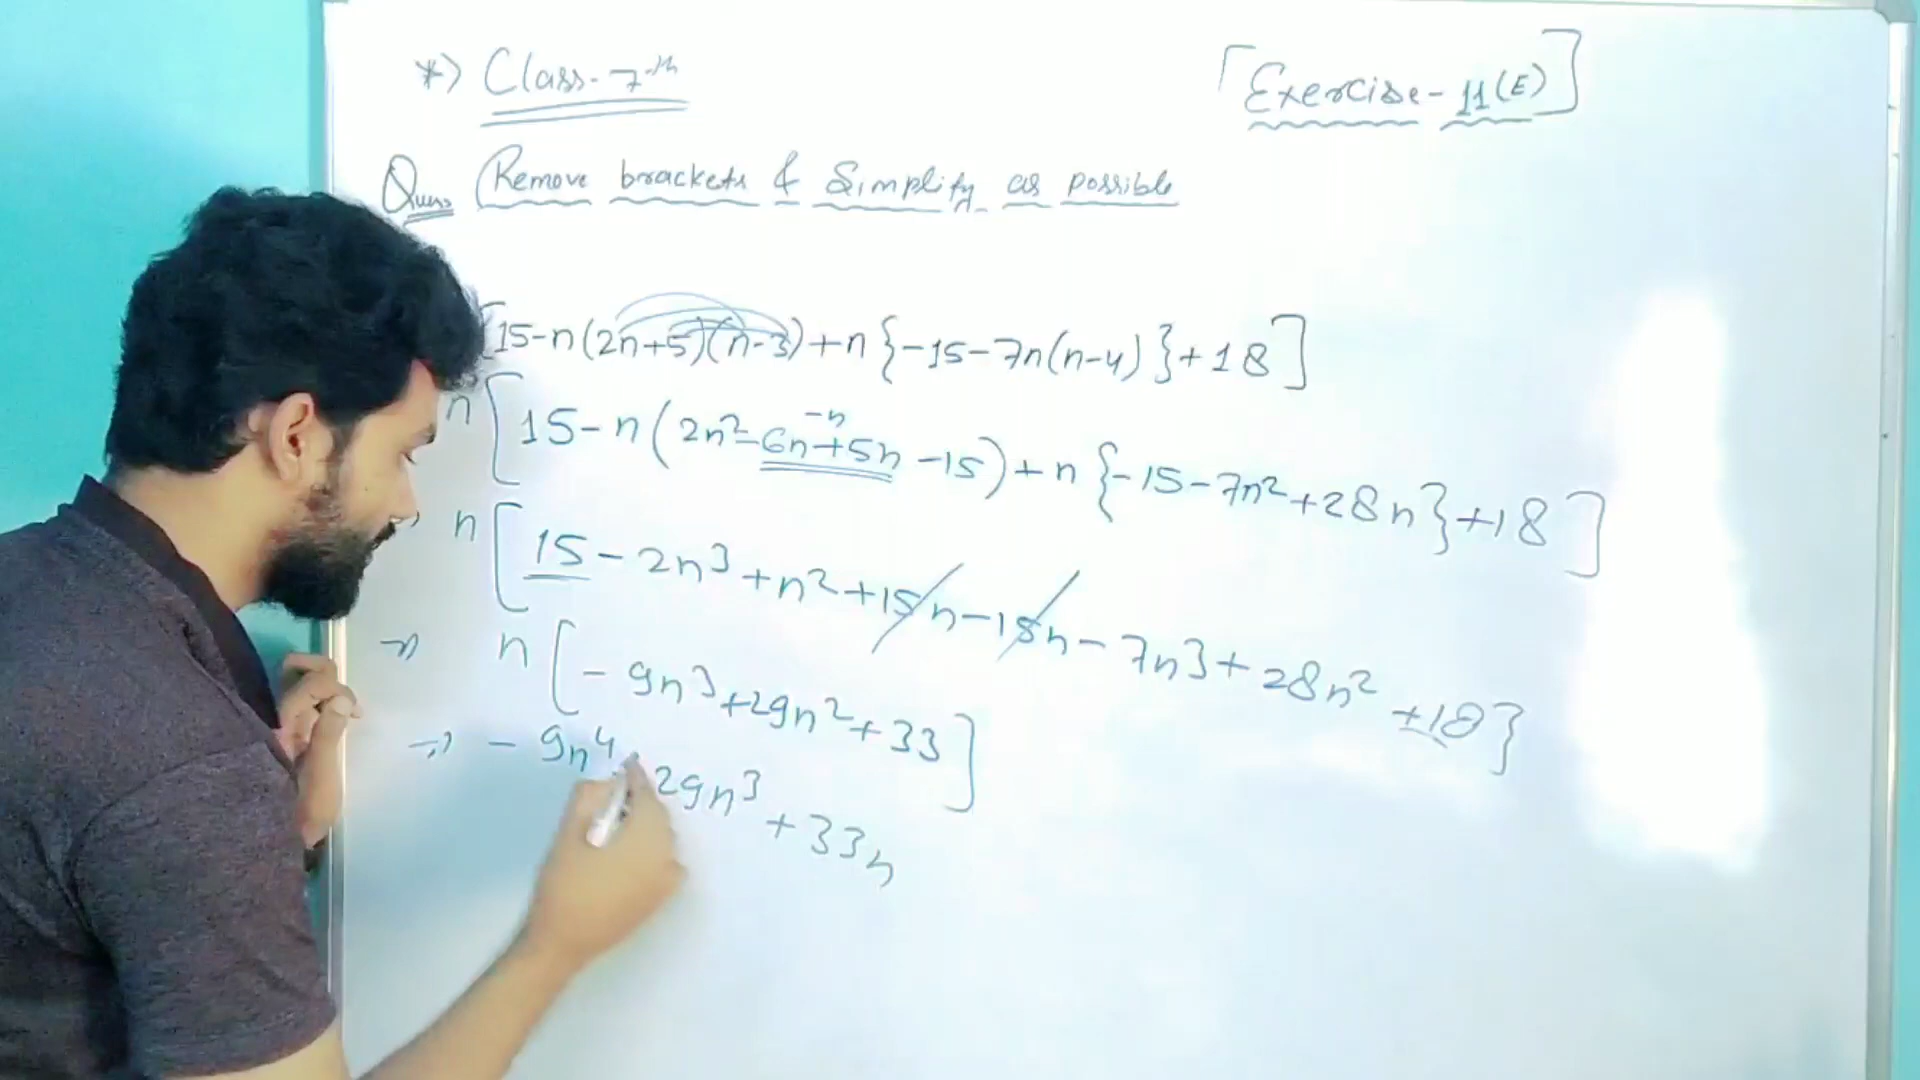 *) Class-7th
[Exercise-11(E)]
Ques Remove brackets & Simplify as possible
[15-n(2n+5)(n-3)+n{-15-7n(n-4)}+18]
-n
n[15-n(2n²-6n+5n-15)+n{-15-7n²+28n}+18]
n[15-2n³+n²+15n-15n-7n3+28n²+18}
n[-9n³+29n²+33]
-9n⁴ 29n³+33n